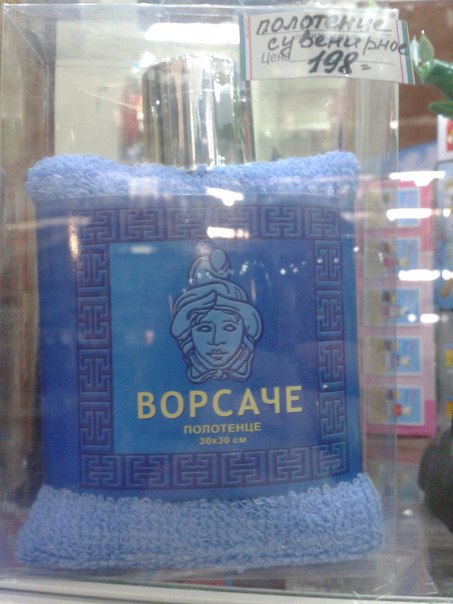 полотенце
сувенирное
Цена 198=
ВОРСАЧЕ
ПОЛОТЕНЦЕ
30x30 см